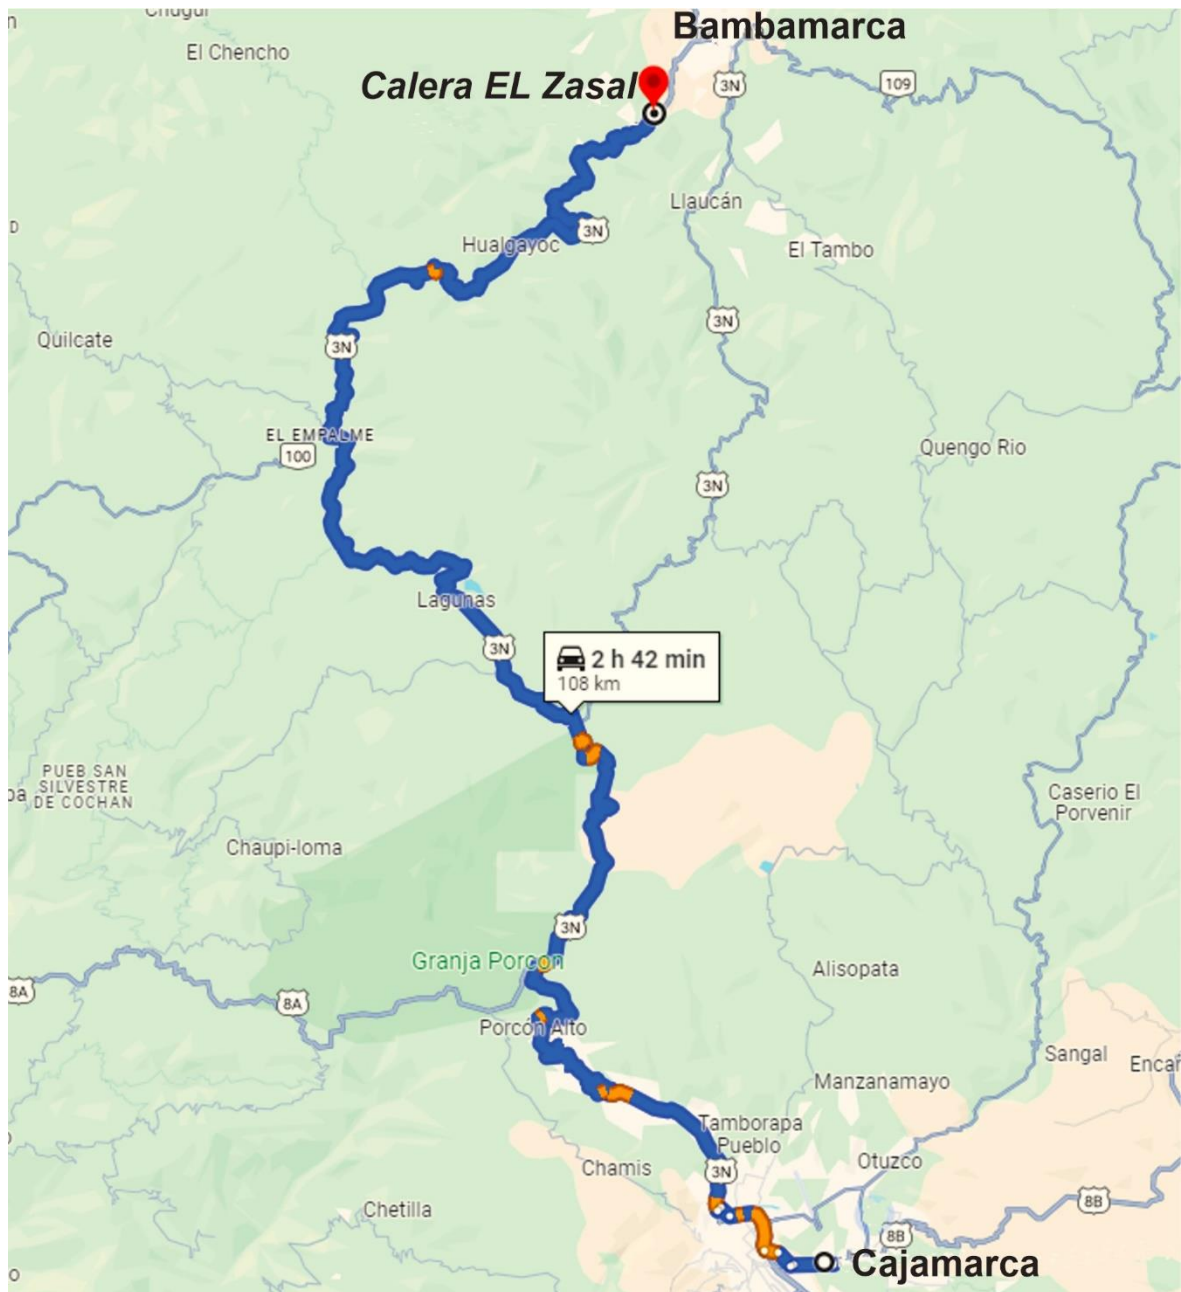 Chugur
Bambamarca
El Chencho
Calera EL Zasal
3N
109
Llaucán
3N
Hualgayoc
El Tambo
3N
Quilcate
3N
EL EMPALME
100
Quengo Rio
3N
Lagunas
3N
2 h 42 min
108 km
PUEB SAN
SILVESTRE
DE COCHAN
Caserio El
Porvenir
Chaupi-loma
3N
Granja Porcon
Alisopata
8A
8A
Porcón Alto
Sangal
Manzanamayo
Tamborapa
Pueblo
Chamis
3N
Otuzco
Chetilla
8B
8B
Cajamarca